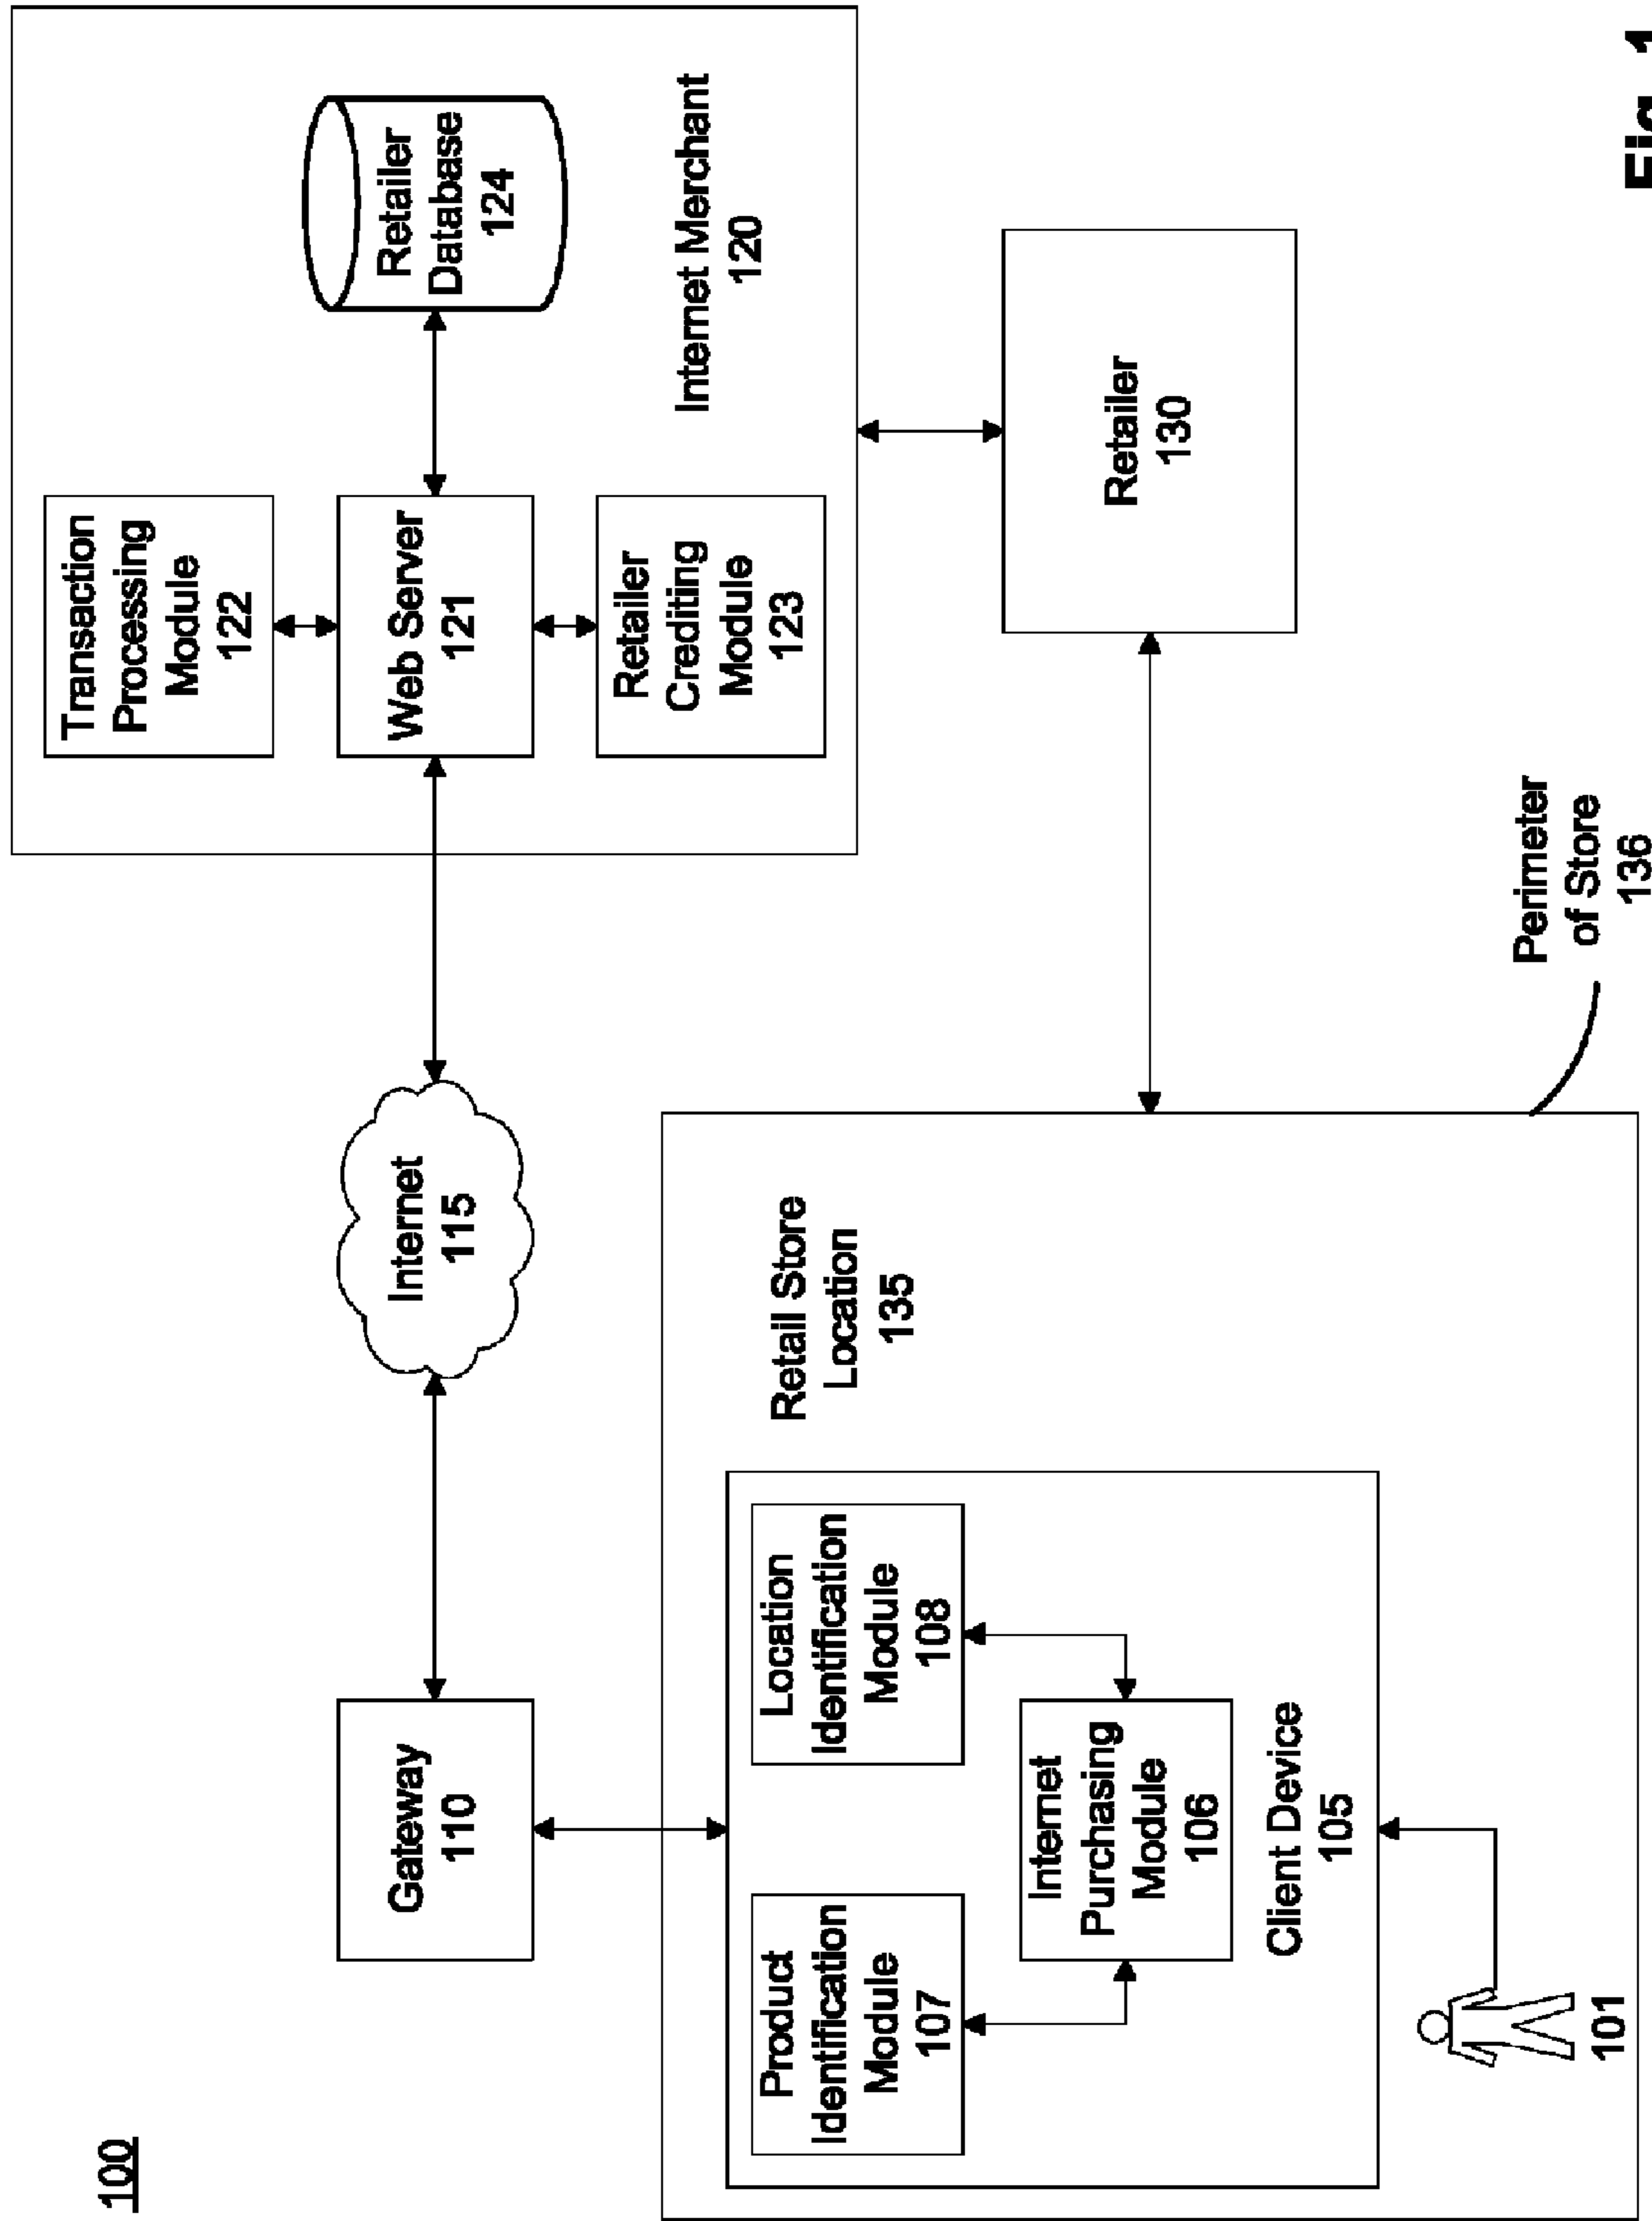 100
Transaction
Processing
Module
122
Gateway
110
Internet
115
Web Server
121
Retailer
Database
124
Retailer
Crediting
Module
123
Internet Merchant
120
Product
Identification
Module
107
Location
Identification
Module
108
Retail Store
Location
135
Internet
Purchasing
Module
106
Client Device
105
Retailer
130
101
Perimeter
of Store
136
Fig. 1